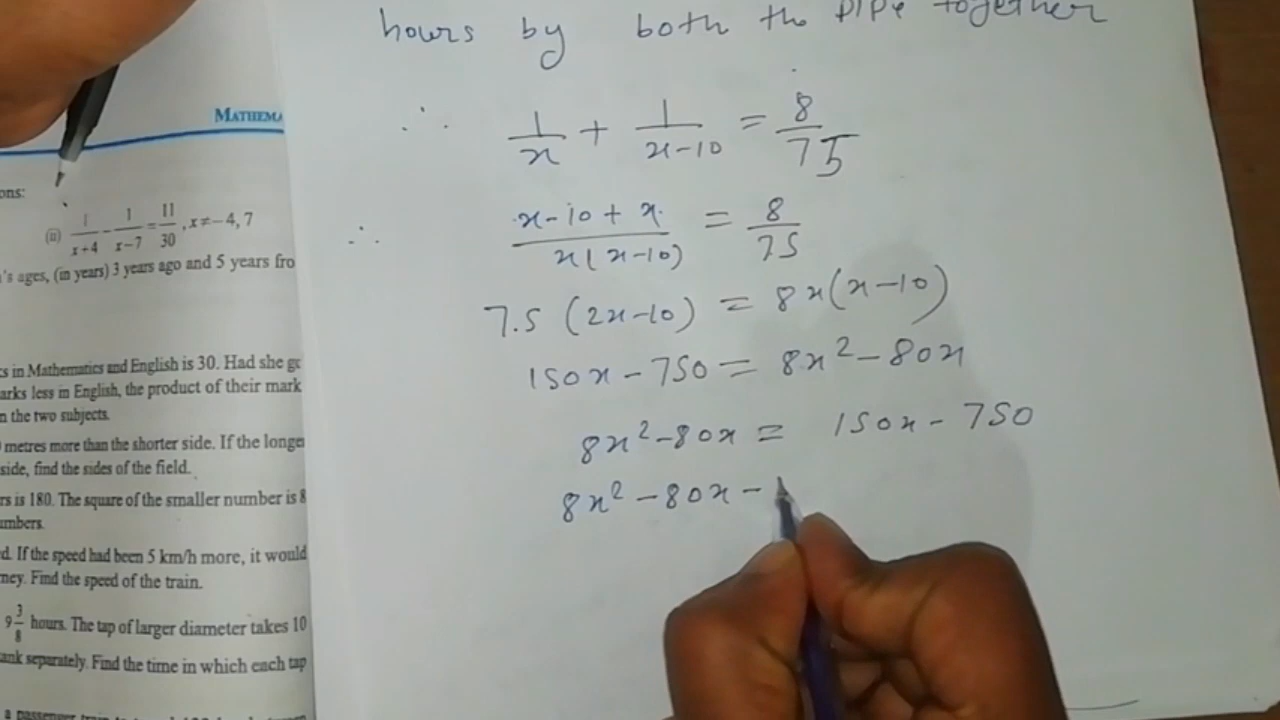 hours by both the pipe together
MATHEMA
∴ 1/x + 1/x-10 = 8/75
ons:
(ii) 1/x+4 - 1/x-7 = 11/30, x ≠ -4, 7
∴ x-10+x/x(x-10) = 8/75
's ages, (in years) 3 years ago and 5 years fro
7.5 (2x-10) = 8x(x-10)
150x - 750 = 8x² - 80x
s in Mathematics and English is 30. Had she go
arks less in English, the product of their mark
n the two subjects.
8x² - 80x = 150x - 750
metres more than the shorter side. If the longe
side, find the sides of the field.
8x² - 80x -
rs is 180. The square of the smaller number is 8
umbers.
d. If the speed had been 5 km/h more, it would
ney. Find the speed of the train.
9 3/8 hours. The tap of larger diameter takes 10
ank separately. Find the time in which each tap
a passenger train